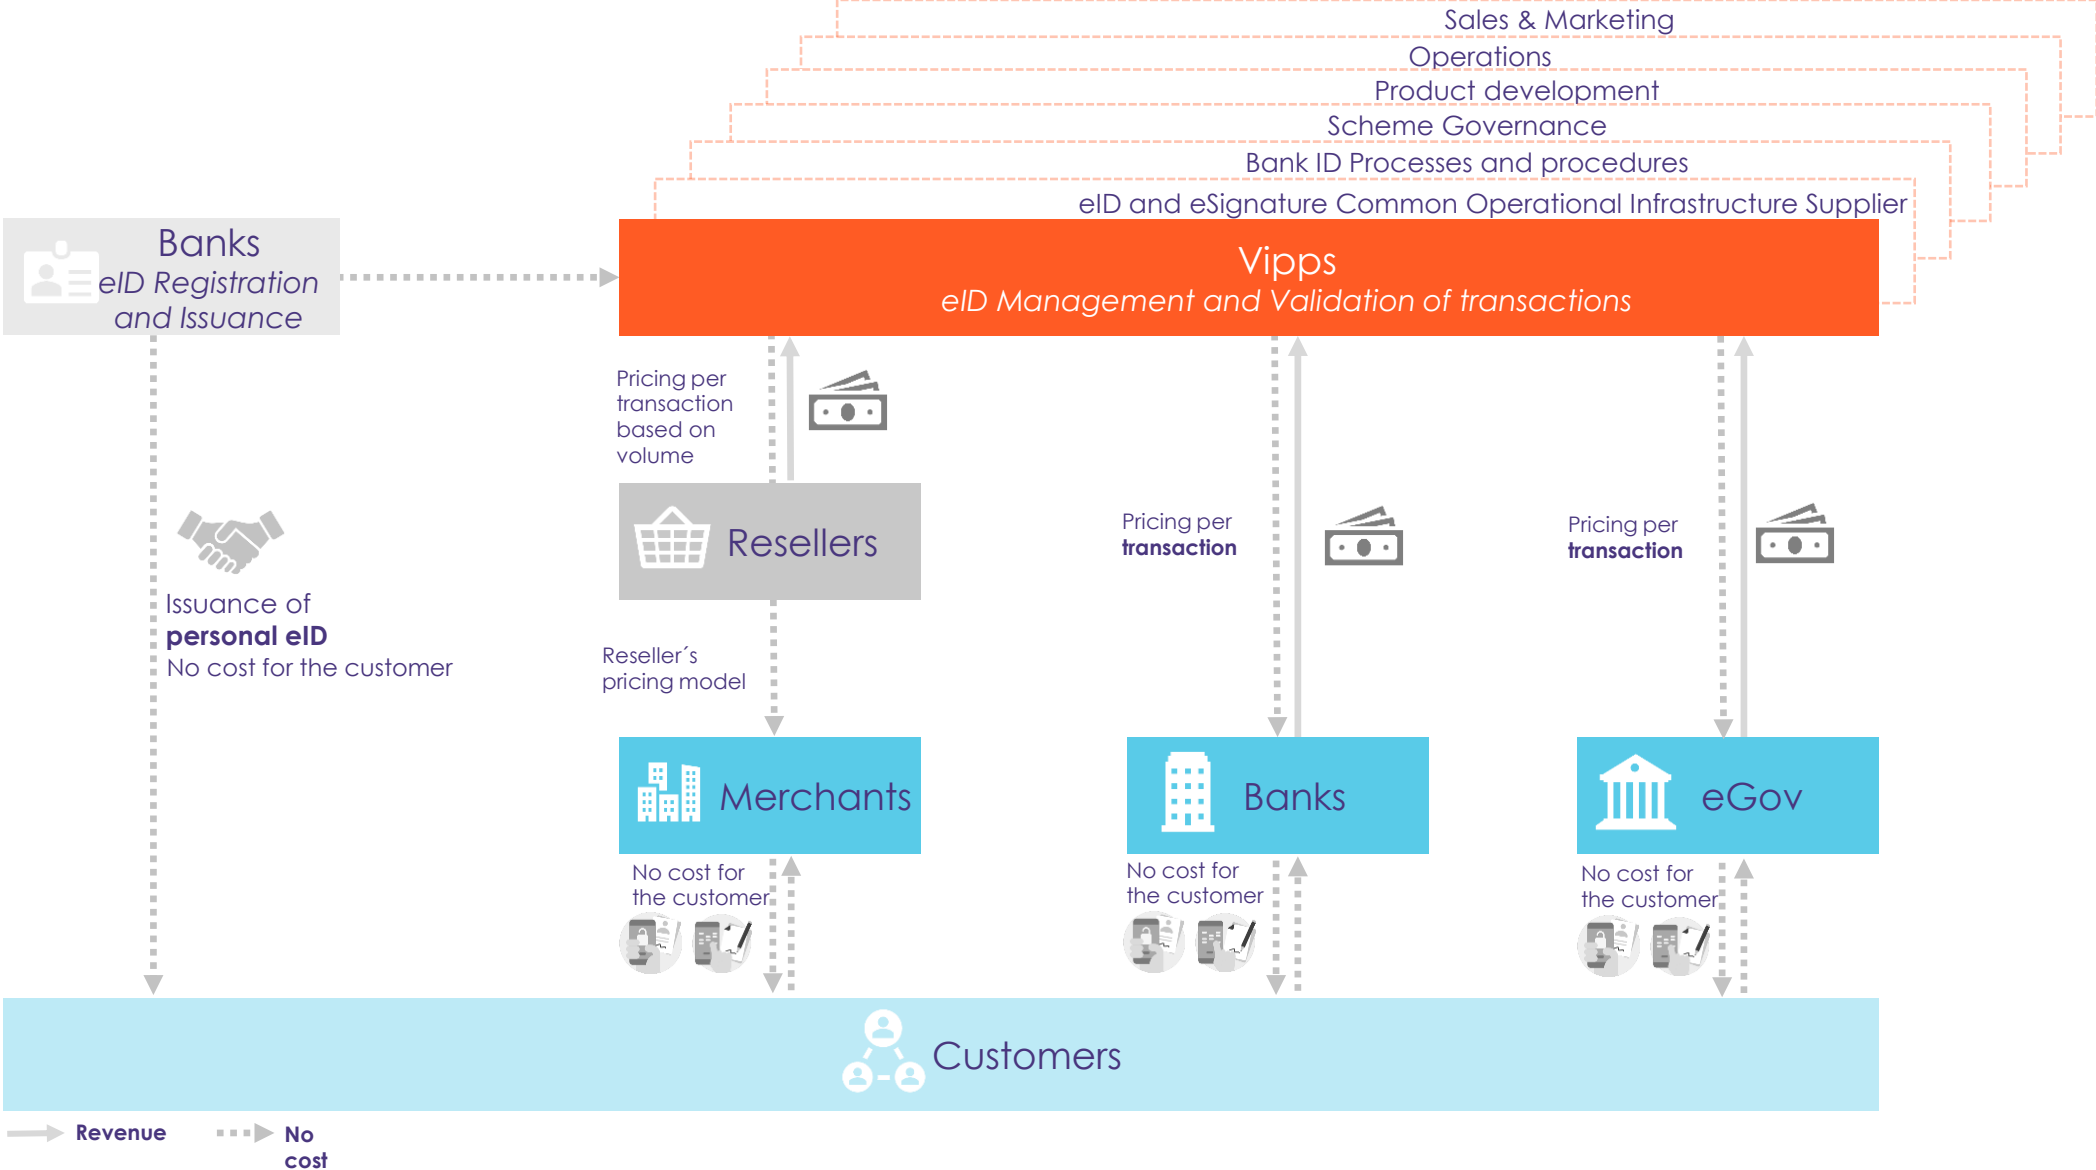 Sales & Marketing
Operations
Product development
Scheme Governance
Bank ID Processes and procedures
eID and eSignature Common Operational Infrastructure Supplier
Banks
eID Registration
and Issuance
Vipps
eID Management and Validation of transactions
Pricing per
transaction
based on
volume
Resellers
Pricing per
transaction
Pricing per
transaction
Issuance of
personal eID
No cost for the customer
Reseller´s
pricing model
Merchants
Banks
eGov
No cost for
the customer
No cost for
the customer
No cost for
the customer
Customers
Revenue
No
cost